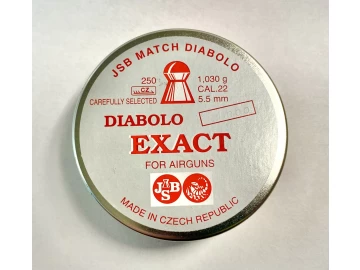 JSB MATCH DIABOLO
250
CZ
CAREFULLY SELECTED
1,030 g
CAL.22
5.5 mm
DIABOLO
EXACT
FOR AIRGUNS
JSB
MADE IN CZECH REPUBLIC